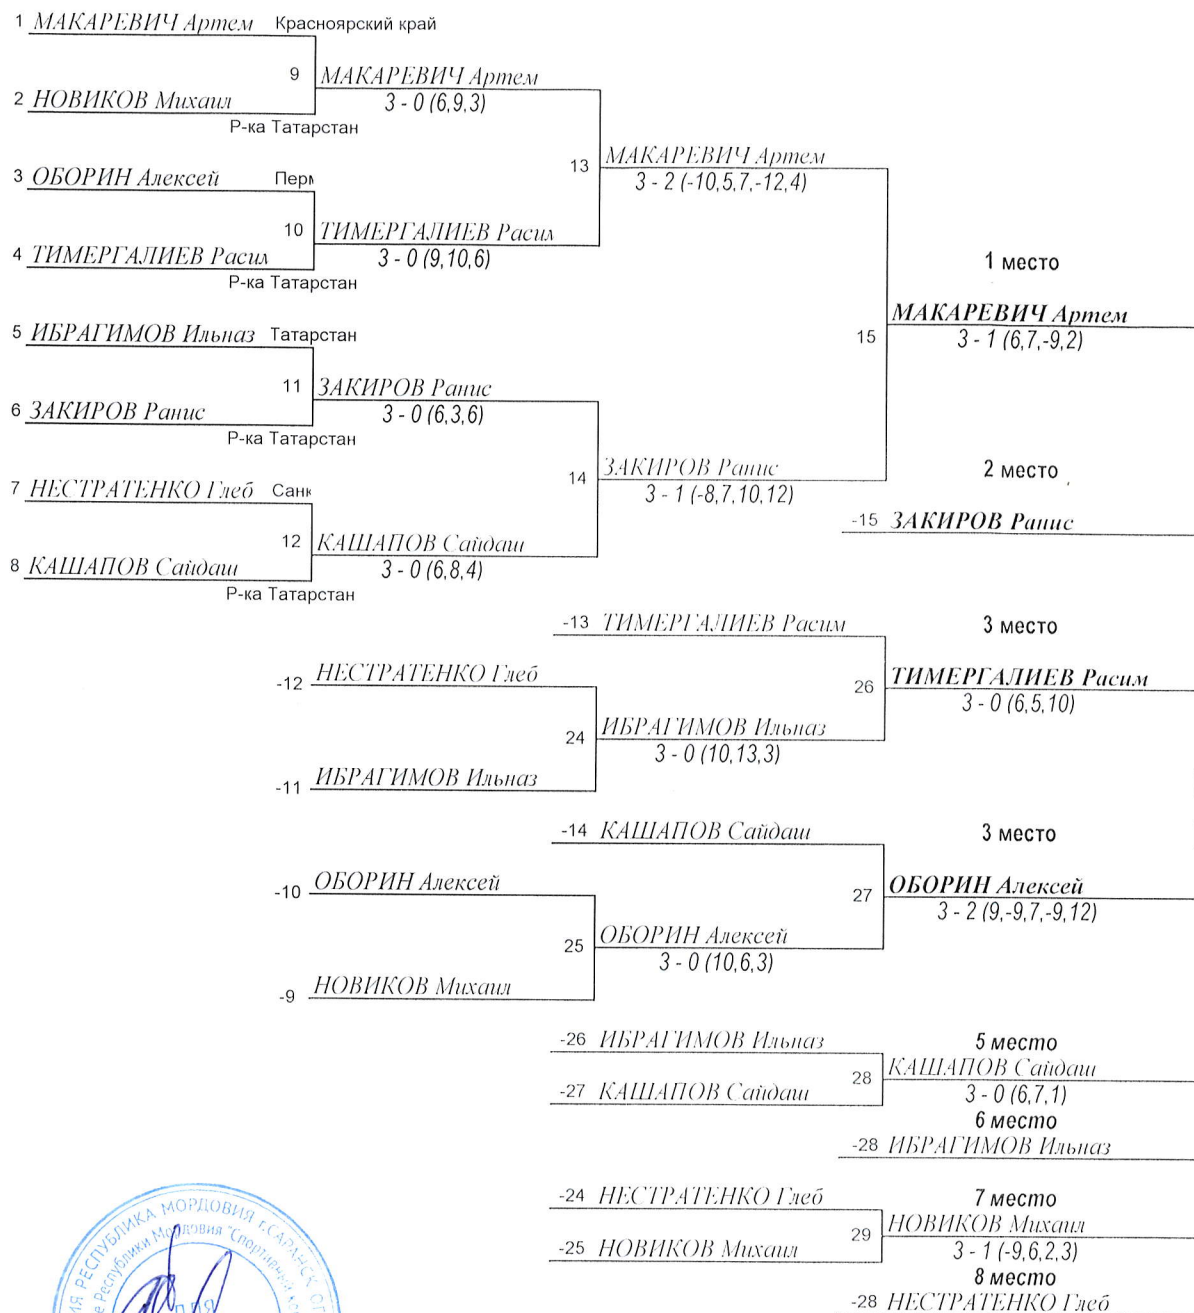 1 МАКАРЕВИЧ Артем Красноярский край
9 МАКАРЕВИЧ Артем
2 НОВИКОВ Михаил 3 - 0 (6,9,3)
Р-ка Татарстан
13 МАКАРЕВИЧ Артем
3 ОБОРИН Алексей Перм 3 - 2 (-10,5,7,-12,4)
10 ТИМЕРГАЛИЕВ Расим
4 ТИМЕРГАЛИЕВ Расим 3 - 0 (9,10,6)
1 место
Р-ка Татарстан
МАКАРЕВИЧ Артем
5 ИБРАГИМОВ Ильназ Татарстан 15 3 - 1 (6,7,-9,2)
11 ЗАКИРОВ Ранис
6 ЗАКИРОВ Ранис 3 - 0 (6,3,6)
Р-ка Татарстан
14 ЗАКИРОВ Ранис 2 место
7 НЕСТРАТЕНКО Глеб Санк 3 - 1 (-8,7,10,12)
-15 ЗАКИРОВ Ранис
12 КАШАПОВ Сайдаш
8 КАШАПОВ Сайдаш 3 - 0 (6,8,4)
Р-ка Татарстан
-13 ТИМЕРГАЛИЕВ Расим 3 место
-12 НЕСТРАТЕНКО Глеб 26 ТИМЕРГАЛИЕВ Расим
3 - 0 (6,5,10)
24 ИБРАГИМОВ Ильназ
3 - 0 (10,13,3)
-11 ИБРАГИМОВ Ильназ
-14 КАШАПОВ Сайдаш 3 место
-10 ОБОРИН Алексей 27 ОБОРИН Алексей
3 - 2 (9,-9,7,-9,12)
25 ОБОРИН Алексей
3 - 0 (10,6,3)
-9 НОВИКОВ Михаил
-26 ИБРАГИМОВ Ильназ 5 место
28 КАШАПОВ Сайдаш
-27 КАШАПОВ Сайдаш 3 - 0 (6,7,1)
6 место
-28 ИБРАГИМОВ Ильназ
-24 НЕСТРАТЕНКО Глеб 7 место
29 НОВИКОВ Михаил
-25 НОВИКОВ Михаил 3 - 1 (-9,6,2,3)
8 место
-28 НЕСТРАТЕНКО Глеб
РЕСПУБЛИКА МОРДОВИЯ г.САРАНСК
Республики Мордовия "Спортивный
ДЛЯ